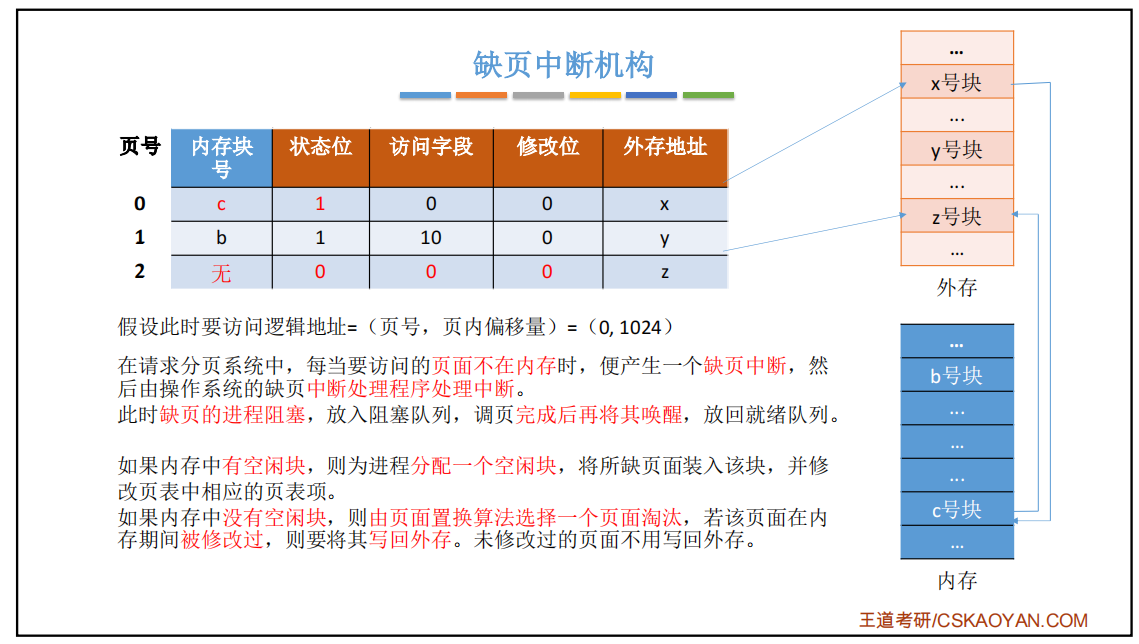 缺页中断机构
页号 内存块号 状态位 访问字段 修改位 外存地址
0 c 1 0 0 x
1 b 1 10 0 y
2 无 0 0 0 z
假设此时要访问逻辑地址=（页号，页内偏移量）=（0, 1024）
在请求分页系统中，每当要访问的页面不在内存时，便产生一个缺页中断，然
后由操作系统的缺页中断处理程序处理中断。
此时缺页的进程阻塞，放入阻塞队列，调页完成后再将其唤醒，放回就绪队列。
如果内存中有空闲块，则为进程分配一个空闲块，将所缺页面装入该块，并修
改页表中相应的页表项。
如果内存中没有空闲块，则由页面置换算法选择一个页面淘汰，若该页面在内
存期间被修改过，则要将其写回外存。未修改过的页面不用写回外存。
...
x号块
...
y号块
...
z号块
...
外存
...
b号块
...
...
...
c号块
...
内存
王道考研/CSKAOYAN.COM